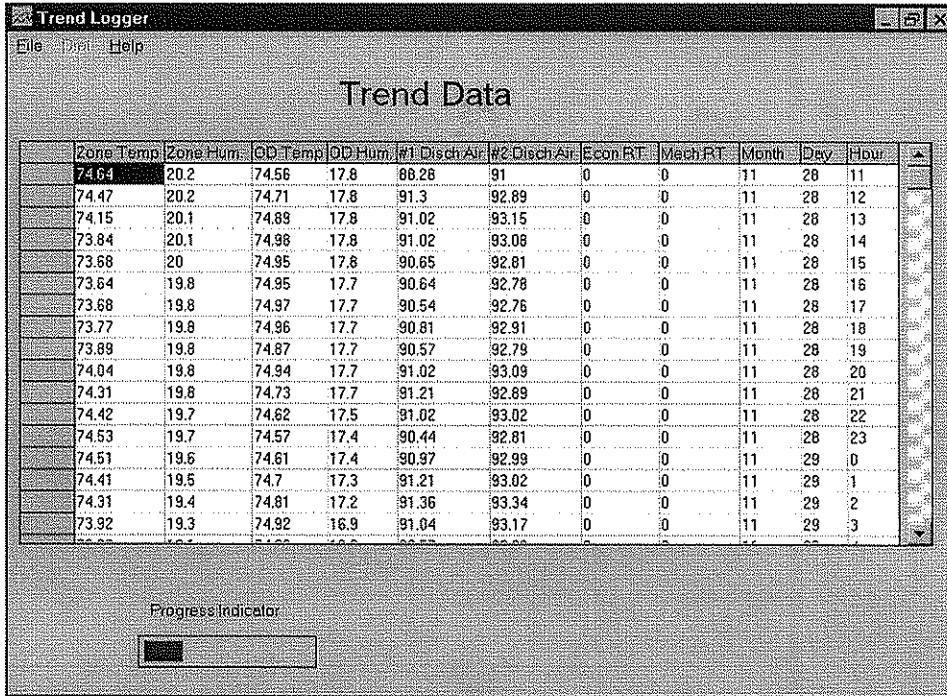 Trend Logger
File Help
Trend Data
Zone Temp Zone Hum. OD Temp OD Hum. #1 Disch Air #2 Disch Air Econ RT Mech RT Month Day Hour
74.64 20.2 74.56 17.8 88.28 91 0 0 11 28 11
74.47 20.2 74.71 17.8 91.3 92.89 0 0 11 28 12
74.15 20.1 74.89 17.8 91.02 93.15 0 0 11 28 13
73.84 20.1 74.98 17.8 91.02 93.08 0 0 11 28 14
73.68 20 74.95 17.8 90.65 92.81 0 0 11 28 15
73.64 19.8 74.95 17.7 90.64 92.78 0 0 11 28 16
73.68 19.8 74.97 17.7 90.54 92.76 0 0 11 28 17
73.77 19.8 74.96 17.7 90.81 92.91 0 0 11 28 18
73.89 19.8 74.87 17.7 90.57 92.79 0 0 11 28 19
74.04 19.8 74.94 17.7 91.02 93.09 0 0 11 28 20
74.31 19.8 74.73 17.7 91.21 92.89 0 0 11 28 21
74.42 19.7 74.62 17.5 91.02 93.02 0 0 11 28 22
74.53 19.7 74.57 17.4 90.44 92.81 0 0 11 28 23
74.51 19.6 74.61 17.4 90.97 92.99 0 0 11 29 0
74.41 19.5 74.7 17.3 91.21 93.02 0 0 11 29 1
74.31 19.4 74.81 17.2 91.36 93.34 0 0 11 29 2
73.92 19.3 74.92 16.9 91.04 93.17 0 0 11 29 3
Progress Indicator